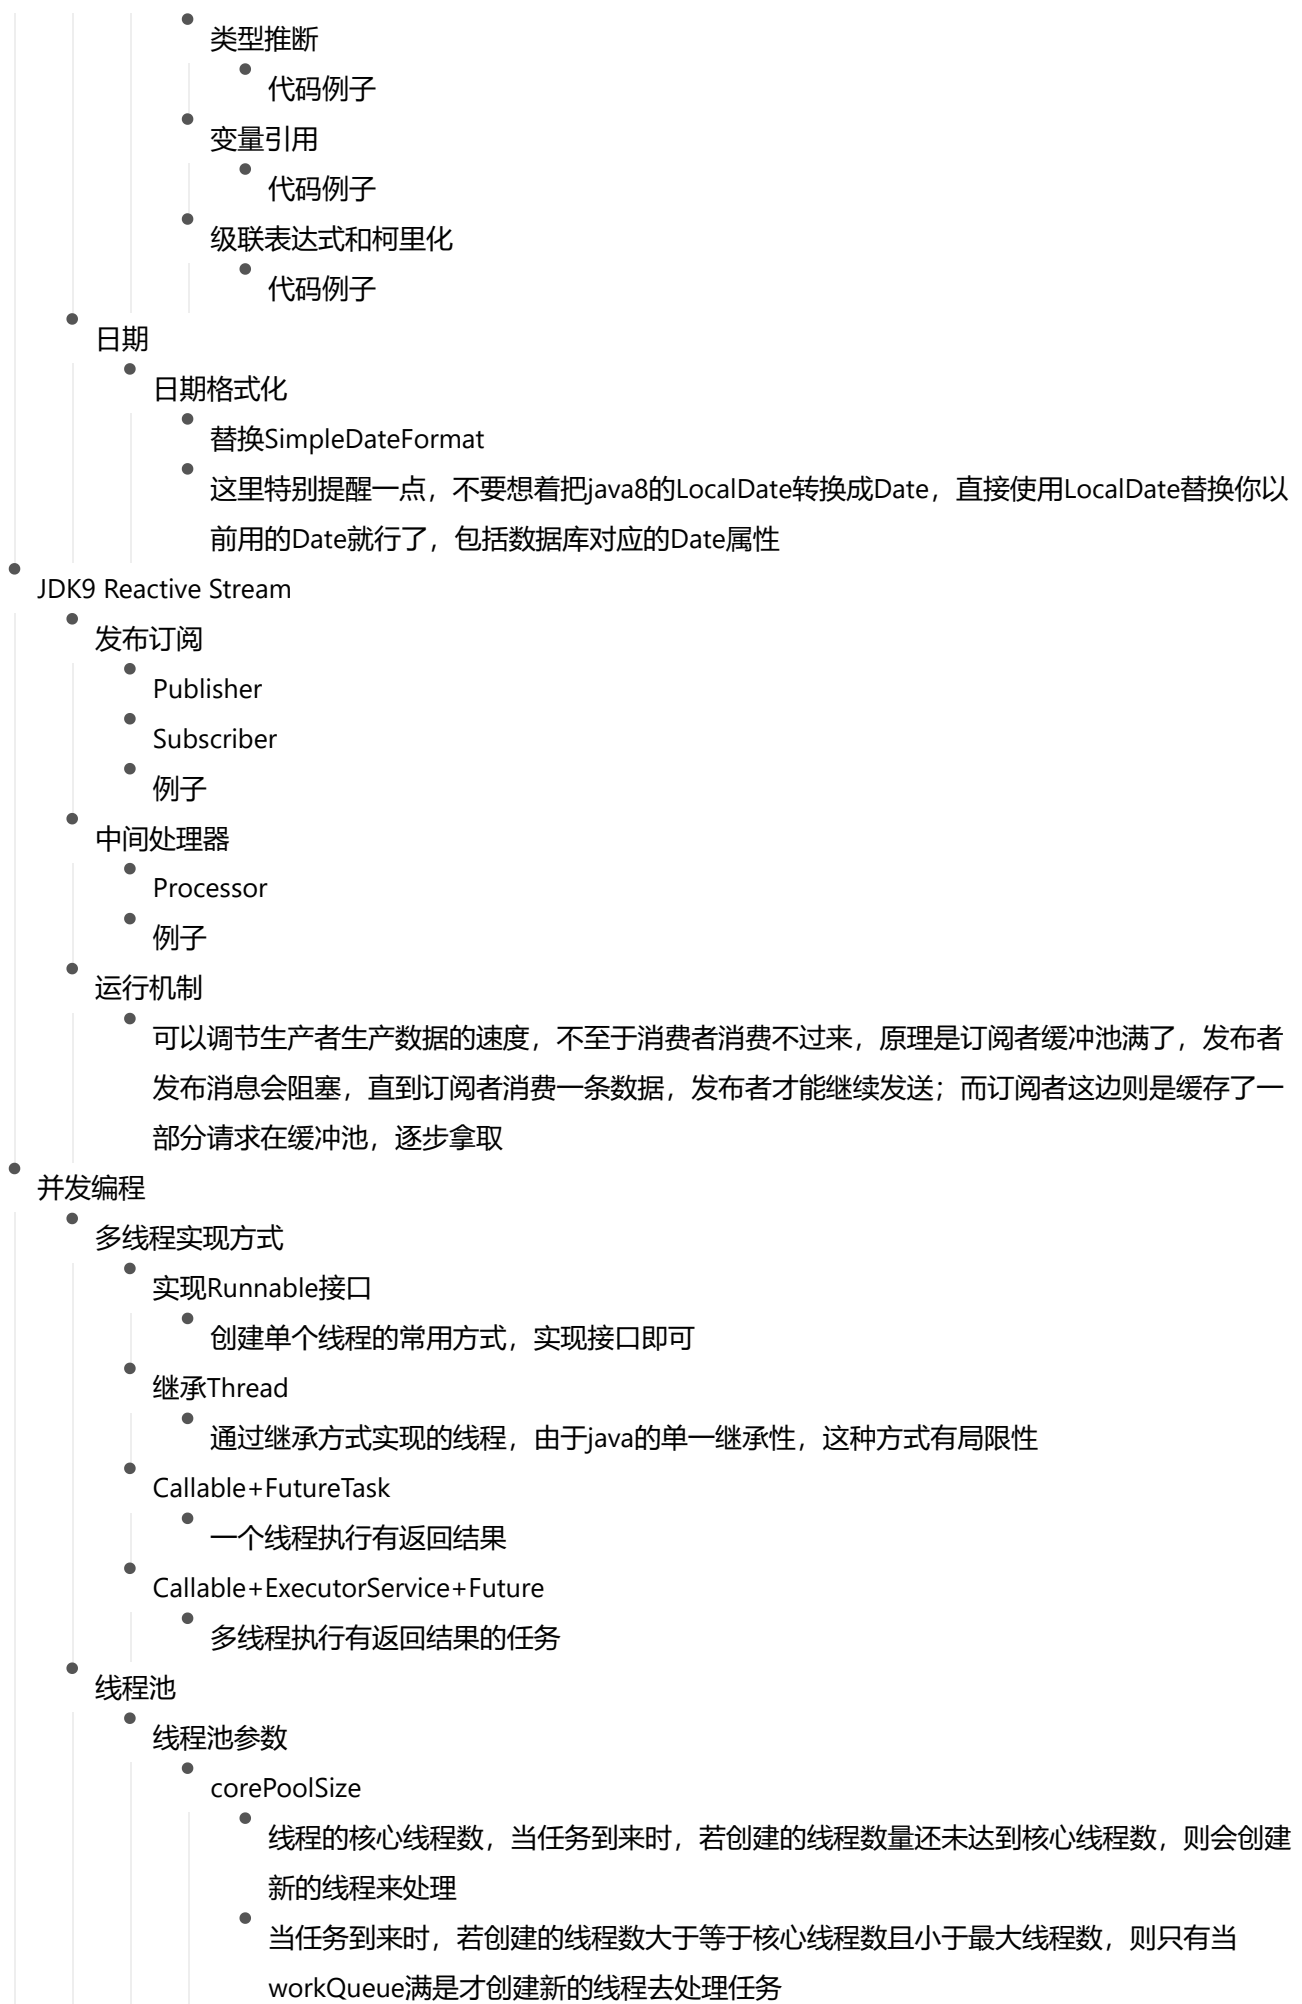 类型推断
代码例子
变量引用
代码例子
级联表达式和柯里化
代码例子
日期
日期格式化
替换SimpleDateFormat
这里特别提醒一点，不要想着把java8的LocalDate转换成Date，直接使用LocalDate替换你以
前用的Date就行了，包括数据库对应的Date属性
JDK9 Reactive Stream
发布订阅
Publisher
Subscriber
例子
中间处理器
Processor
例子
运行机制
可以调节生产者生产数据的速度，不至于消费者消费不过来，原理是订阅者缓冲池满了，发布者
发布消息会阻塞，直到订阅者消费一条数据，发布者才能继续发送；而订阅者这边则是缓存了一
部分请求在缓冲池，逐步拿取
并发编程
多线程实现方式
实现Runnable接口
创建单个线程的常用方式，实现接口即可
继承Thread
通过继承方式实现的线程，由于java的单一继承性，这种方式有局限性
Callable+FutureTask
一个线程执行有返回结果
Callable+ExecutorService+Future
多线程执行有返回结果的任务
线程池
线程池参数
corePoolSize
线程的核心线程数，当任务到来时，若创建的线程数量还未达到核心线程数，则会创建
新的线程来处理
当任务到来时，若创建的线程数大于等于核心线程数且小于最大线程数，则只有当
workQueue满是才创建新的线程去处理任务